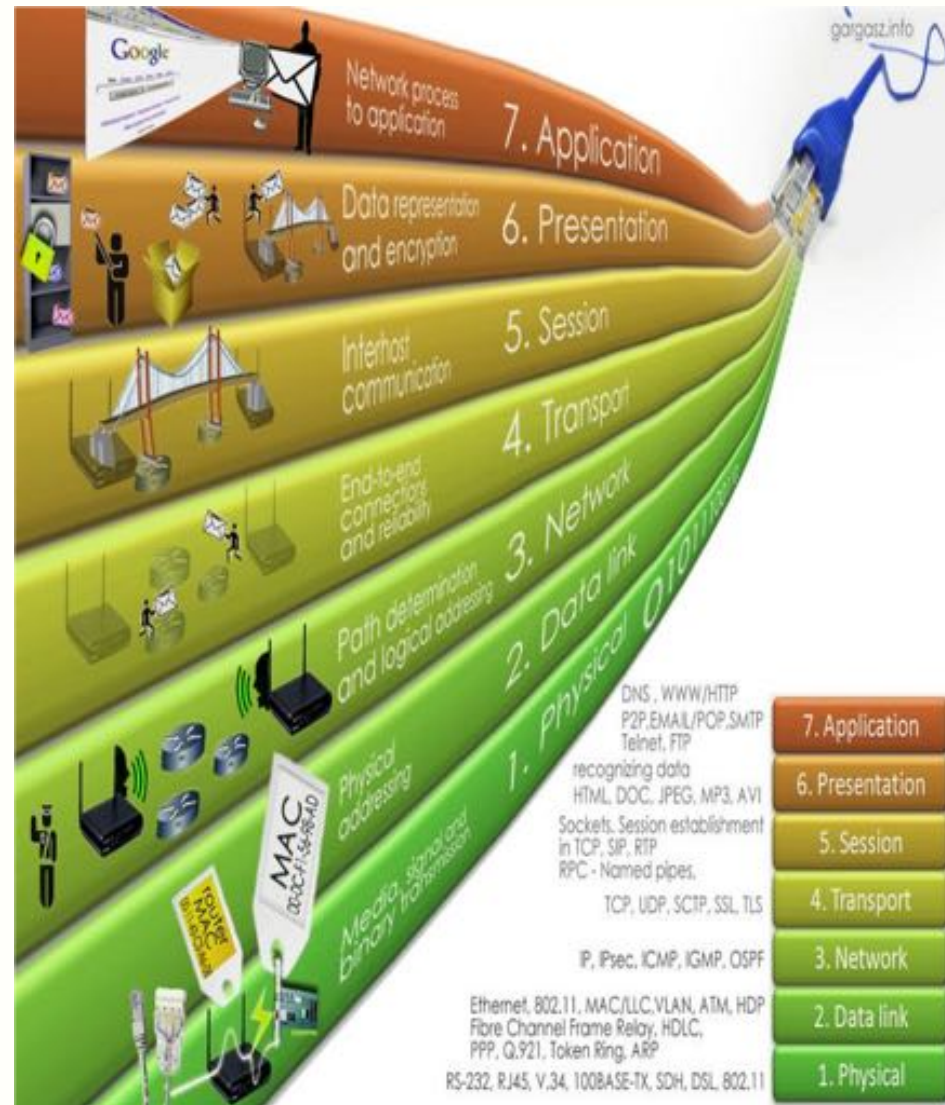 gargasz.info
Google
Network process
to application
7. Application
Data representation
and encryption
6. Presentation
Interhost
communication
5. Session
End-to-end
connections
and reliability
4. Transport
Path determination
and logical addressing
3. Network
Physical
addressing
2. Data link
Media, signal and
binary transmission
1. Physical
router
MAC
MAC
DNS , WWW/HTTP
P2P,EMAIL/POP,SMTP
Telnet, FTP
7. Application
recognizing data
HTML, DOC, JPEG, MP3, AVI
6. Presentation
Sockets, Session establishment
in TCP, SIP, RTP
RPC - Named pipes,
5. Session
TCP, UDP, SCTP, SSL, TLS
4. Transport
IP, IPsec, ICMP, IGMP, OSPF
3. Network
Ethernet, 802.11, MAC/LLC,VLAN, ATM, HDP
Fibre Channel Frame Relay, HDLC,
PPP, Q.921, Token Ring, ARP
2. Data link
RS-232, RJ45, V.34, 100BASE-TX, SDH, DSL, 802.11
1. Physical